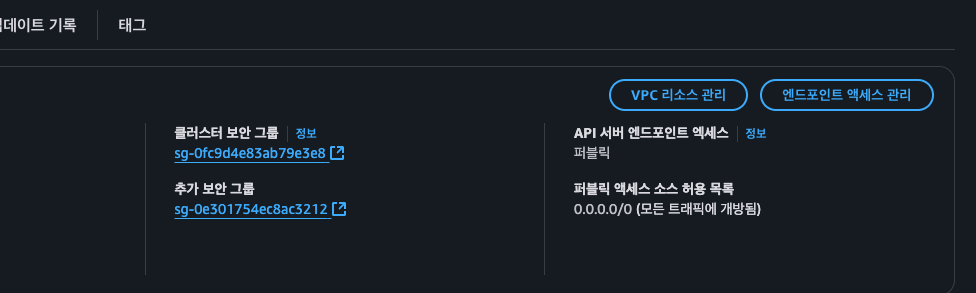 데이트 기록
태그
VPC 리소스 관리
엔드포인트 액세스 관리
클러스터 보안 그룹
정보
sg-0fc9d4e83ab79e3e8
추가 보안 그룹
sg-0e301754ec8ac3212
API 서버 엔드포인트 엑세스
정보
퍼블릭
퍼블릭 액세스 소스 허용 목록
0.0.0.0/0 (모든 트래픽에 개방됨)